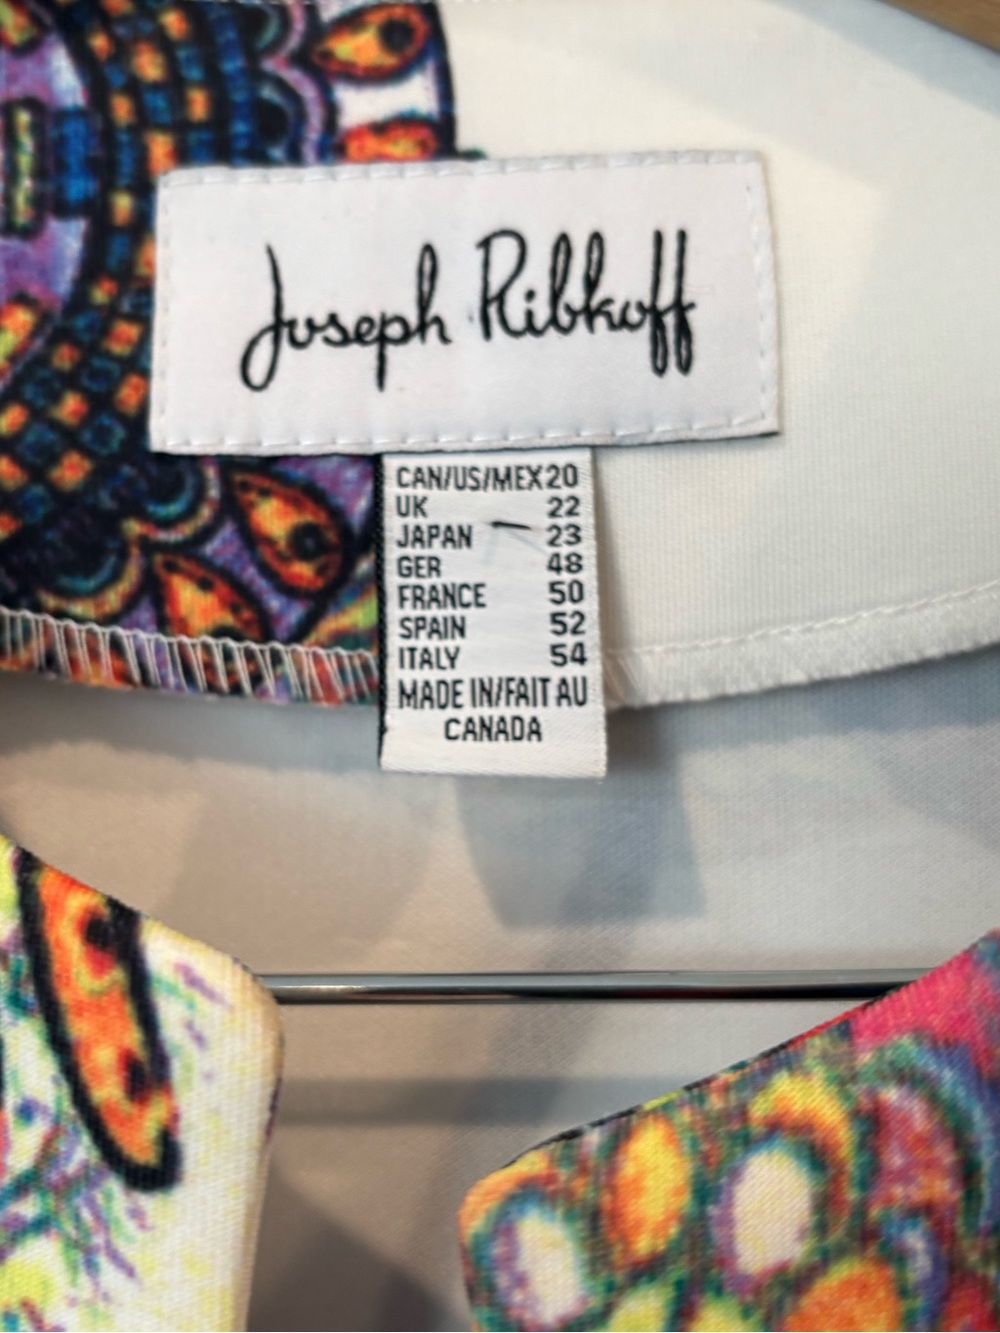 Joseph Ribkoff
CAN/US/MEX 20
UK 22
JAPAN 23
GER 48
FRANCE 50
SPAIN 52
ITALY 54
MADE IN/FAIT AU
CANADA